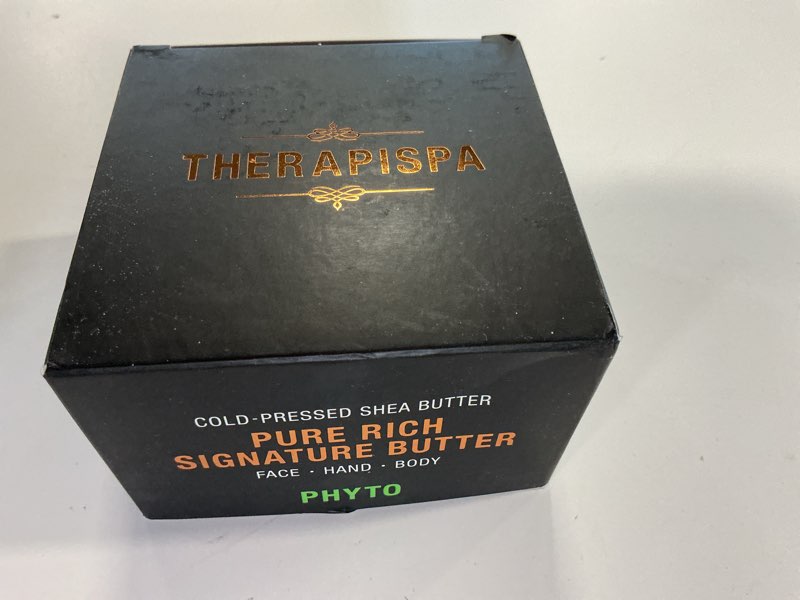 THERAPISPA
COLD-PRESSED SHEA BUTTER
PURE RICH
SIGNATURE BUTTER
FACE · HAND · BODY
PHYTO